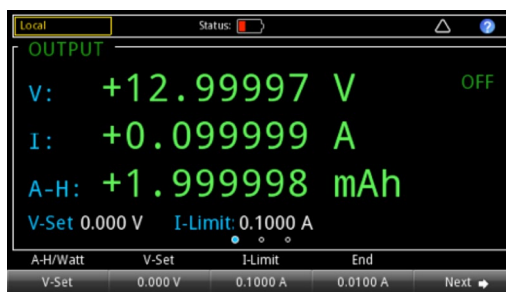 Local Status: ?
OUTPUT
V: +12.99997 V OFF
I: +0.099999 A
A-H: +1.999998 mAh
V-Set 0.000 V I-Limit: 0.1000 A
A-H/Watt V-Set I-Limit End
V-Set 0.000 V 0.1000 A 0.0100 A Next